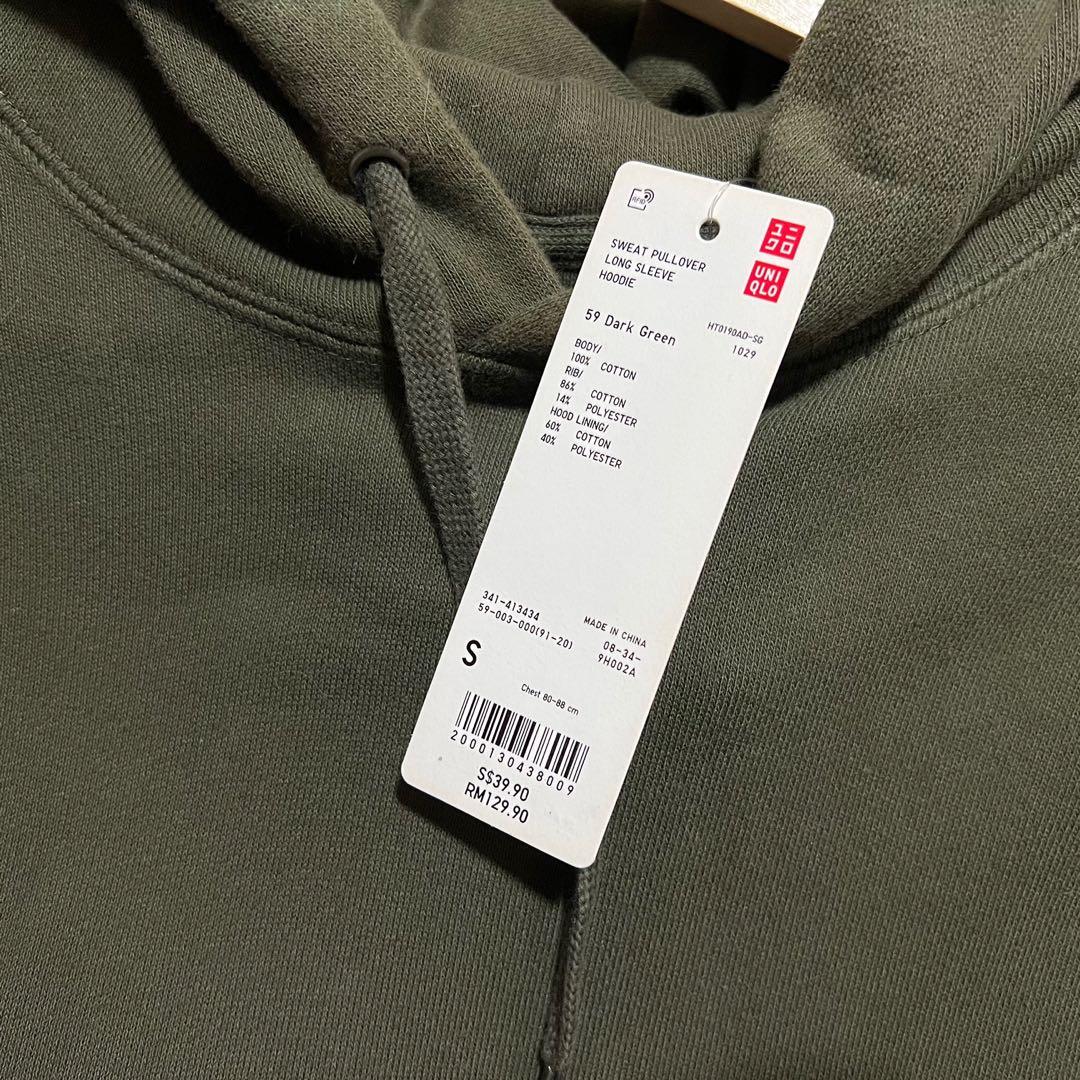 RFID
ユニ
クロ
UNI
QLO
SWEAT PULLOVER
LONG SLEEVE
HOODIE
59 Dark Green
HT0190AD-SG
1029
BODY/
100% COTTON
RIB/
86% COTTON
14% POLYESTER
HOOD LINING/
60% COTTON
40% POLYESTER
341-413434
59-003-000(91-20)
MADE IN CHINA
08-34-
9H002A
S
Chest 80-88 cm
2000130438009
S$39.90
RM129.90